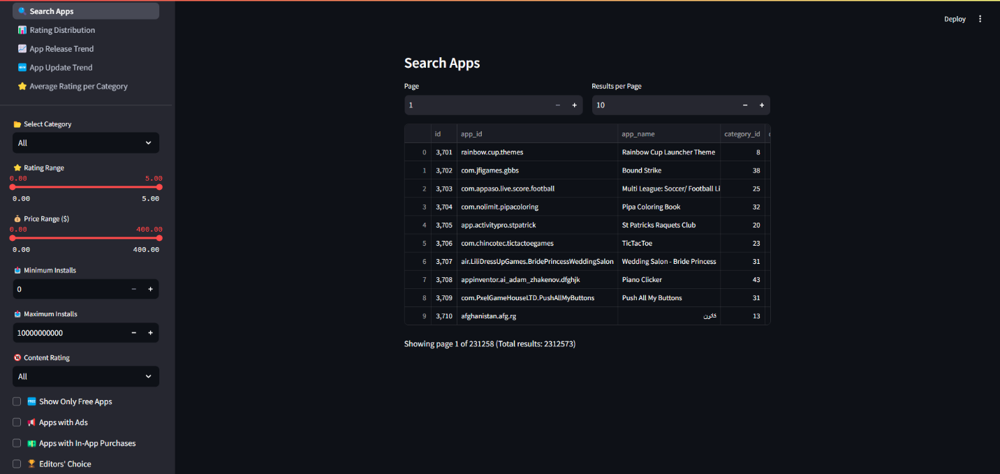 Search Apps
Rating Distribution
App Release Trend
App Update Trend
Average Rating per Category
Select Category
All
Rating Range
0.00 5.00
0.00 5.00
Price Range ($)
0.00 400.00
0.00 400.00
Minimum Installs
0 − +
Maximum Installs
10000000000 − +
Content Rating
All
Show Only Free Apps
Apps with Ads
Apps with In-App Purchases
Editors' Choice
Deploy
Search Apps
Page Results per Page
1 − + 10 − +
id app_id app_name category_id
0 3,701 rainbow.cup.themes Rainbow Cup Launcher Theme 8
1 3,702 com.jfigames.gbbs Bound Strike 38
2 3,703 com.appaso.live.score.football Multi League: Soccer/ Football Li 25
3 3,704 com.nolimit.pipacoloring Pipa Coloring Book 32
4 3,705 app.activitypro.stpatrick St Patricks Raquets Club 20
5 3,706 com.chincotec.tictactoegames TicTacToe 23
6 3,707 air.LiliDressUpGames.BridePrincessWeddingSalon Wedding Salon - Bride Princess 31
7 3,708 appinventor.ai_adam_zhakenov.dfghjk Piano Clicker 43
8 3,709 com.PxelGameHouseLTD.PushAllMyButtons Push All My Buttons 31
9 3,710 afghanistan.afg.rg قانون 13
Showing page 1 of 231258 (Total results: 2312573)